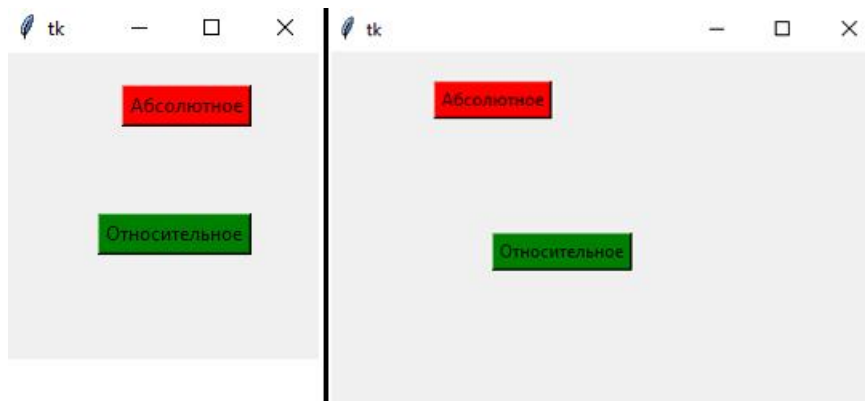 tk
Абсолютное
Относительное
tk
Абсолютное
Относительное